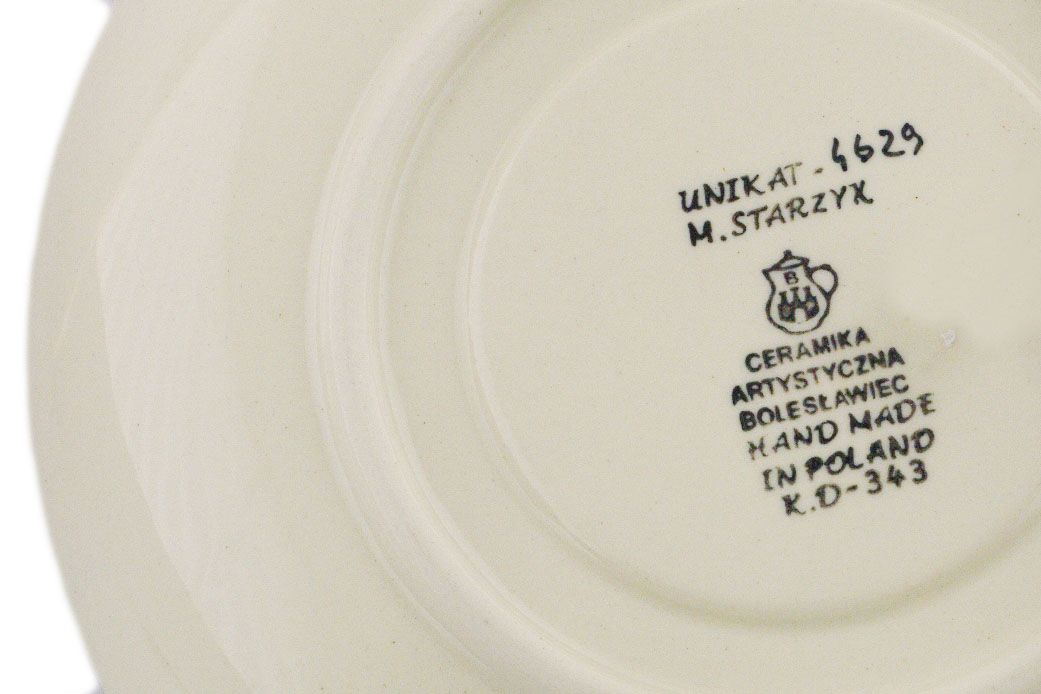 UNIKAT - 4629
M. STARZYK
B
CERAMIKA
ARTYSTYCZNA
BOLESŁAWIEC
HAND MADE
IN POLAND
K.D-343